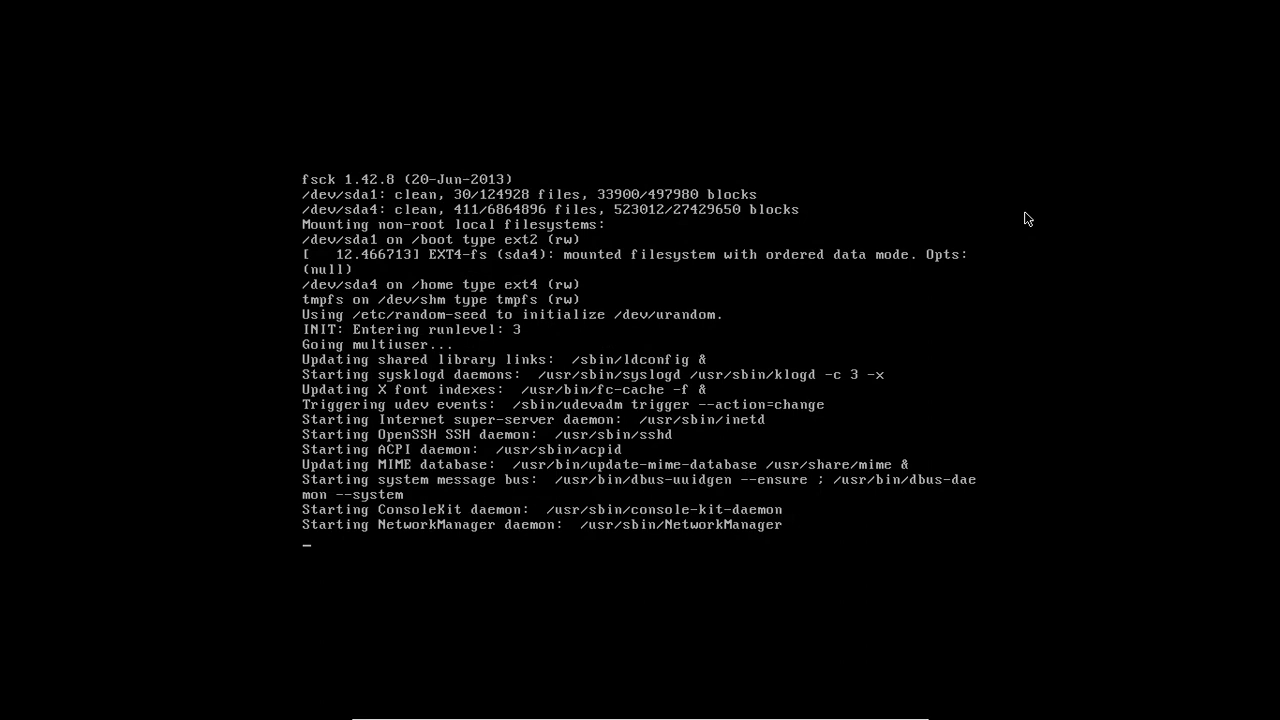 fsck 1.42.8 (20-Jun-2013)
/dev/sda1: clean, 30/124928 files, 33900/497980 blocks
/dev/sda4: clean, 411/6864896 files, 523012/27429650 blocks
Mounting non-root local filesystems:
/dev/sda1 on /boot type ext2 (rw)
[   12.466713] EXT4-fs (sda4): mounted filesystem with ordered data mode. Opts:
(null)
/dev/sda4 on /home type ext4 (rw)
tmpfs on /dev/shm type tmpfs (rw)
Using /etc/random-seed to initialize /dev/urandom.
INIT: Entering runlevel: 3
Going multiuser...
Updating shared library links:  /sbin/ldconfig &
Starting sysklogd daemons:  /usr/sbin/syslogd /usr/sbin/klogd -c 3 -x
Updating X font indexes:  /usr/bin/fc-cache -f &
Triggering udev events:  /sbin/udevadm trigger --action=change
Starting Internet super-server daemon:  /usr/sbin/inetd
Starting OpenSSH SSH daemon:  /usr/sbin/sshd
Starting ACPI daemon:  /usr/sbin/acpid
Updating MIME database:  /usr/bin/update-mime-database /usr/share/mime &
Starting system message bus:  /usr/bin/dbus-uuidgen --ensure ; /usr/bin/dbus-dae
mon --system
Starting ConsoleKit daemon:  /usr/sbin/console-kit-daemon
Starting NetworkManager daemon:  /usr/sbin/NetworkManager